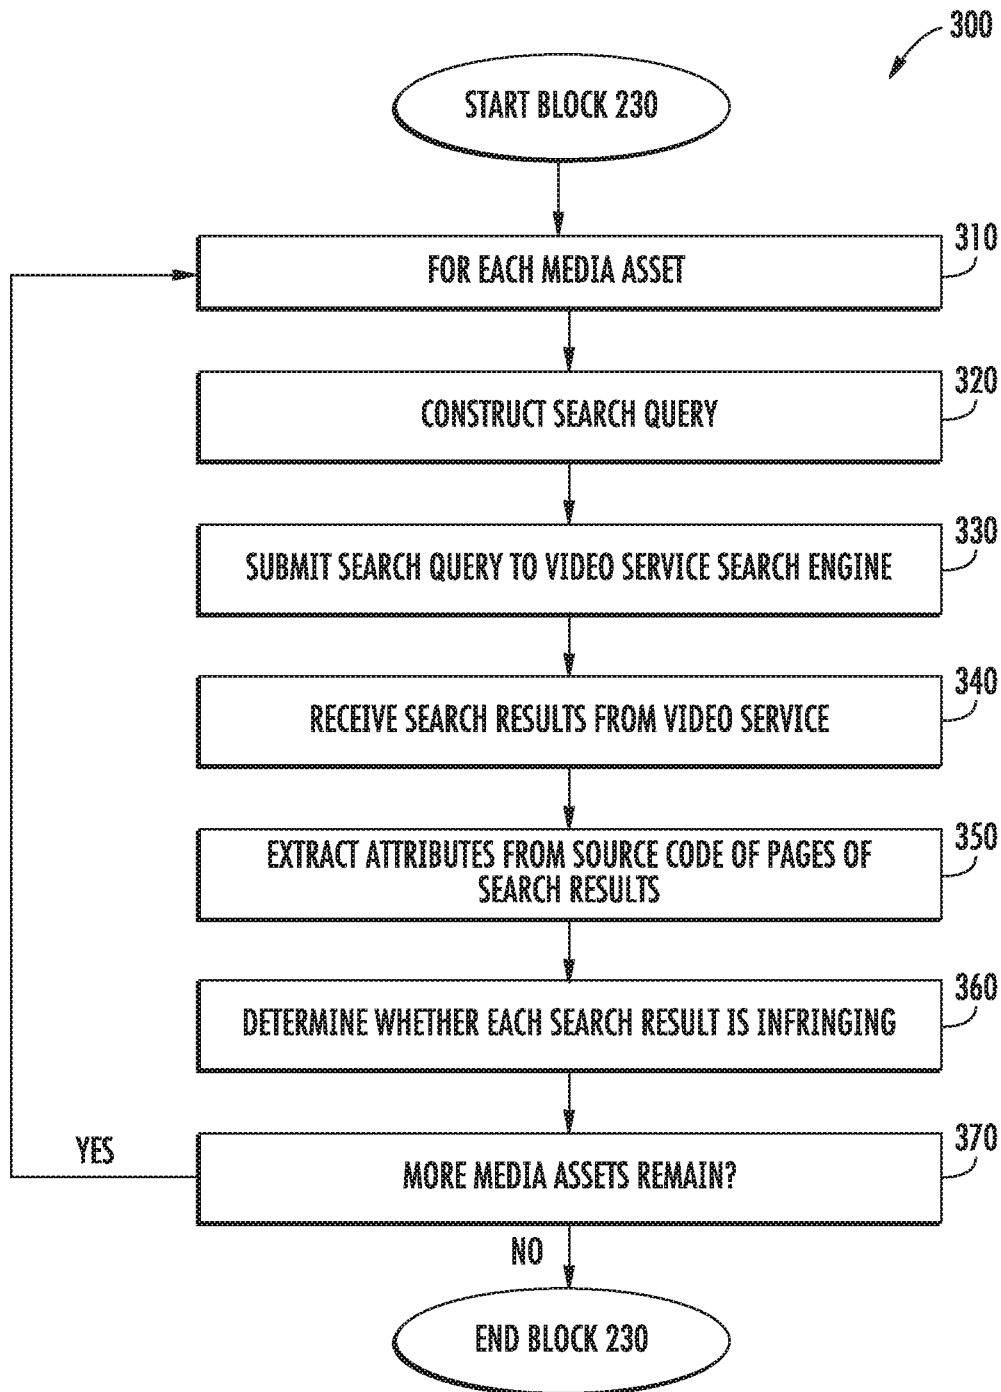 300
START BLOCK 230
310
FOR EACH MEDIA ASSET
320
CONSTRUCT SEARCH QUERY
330
SUBMIT SEARCH QUERY TO VIDEO SERVICE SEARCH ENGINE
340
RECEIVE SEARCH RESULTS FROM VIDEO SERVICE
350
EXTRACT ATTRIBUTES FROM SOURCE CODE OF PAGES OF
SEARCH RESULTS
360
DETERMINE WHETHER EACH SEARCH RESULT IS INFRINGING
370
YES
MORE MEDIA ASSETS REMAIN?
NO
END BLOCK 230